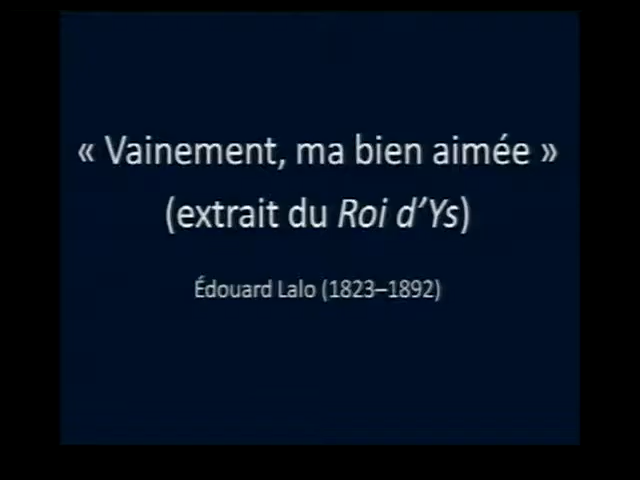 « Vainement, ma bien aimée »
(extrait du Roi d’Ys)
Édouard Lalo (1823–1892)